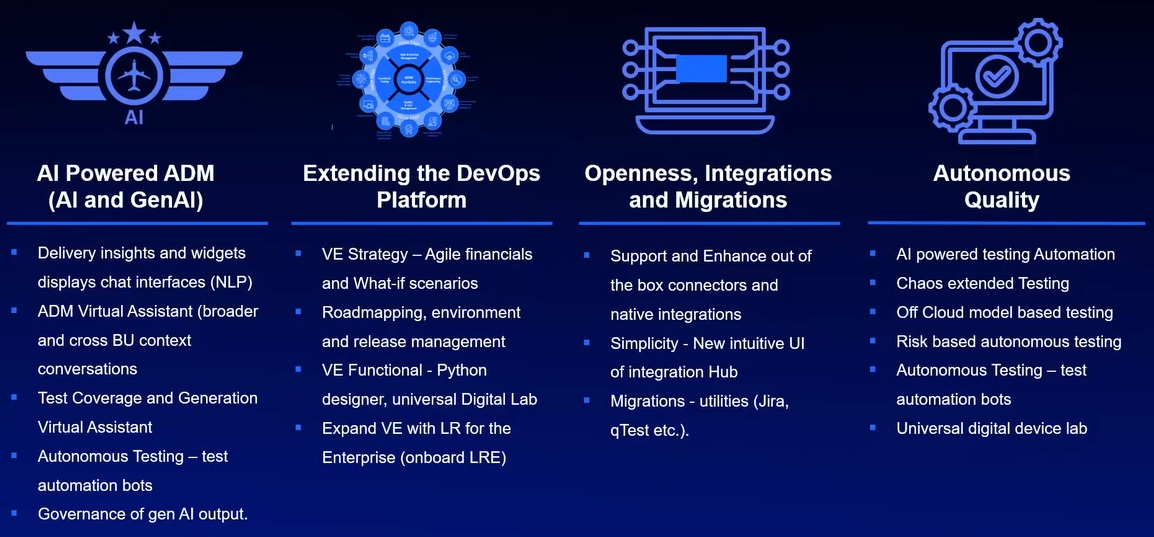 AI
AI Powered ADM
(AI and GenAI)
Delivery insights and widgets
displays chat interfaces (NLP)
ADM Virtual Assistant (broader
and cross BU context
conversations
Test Coverage and Generation
Virtual Assistant
Autonomous Testing – test
automation bots
Governance of gen AI output.
ADM
Portfolio
Extending the DevOps
Platform
VE Strategy – Agile financials
and What-if scenarios
Roadmapping, environment
and release management
VE Functional - Python
designer, universal Digital Lab
Expand VE with LR for the
Enterprise (onboard LRE)
Openness, Integrations
and Migrations
Support and Enhance out of
the box connectors and
native integrations
Simplicity - New intuitive UI
of integration Hub
Migrations - utilities (Jira,
qTest etc.).
Autonomous
Quality
AI powered testing Automation
Chaos extended Testing
Off Cloud model based testing
Risk based autonomous testing
Autonomous Testing – test
automation bots
Universal digital device lab